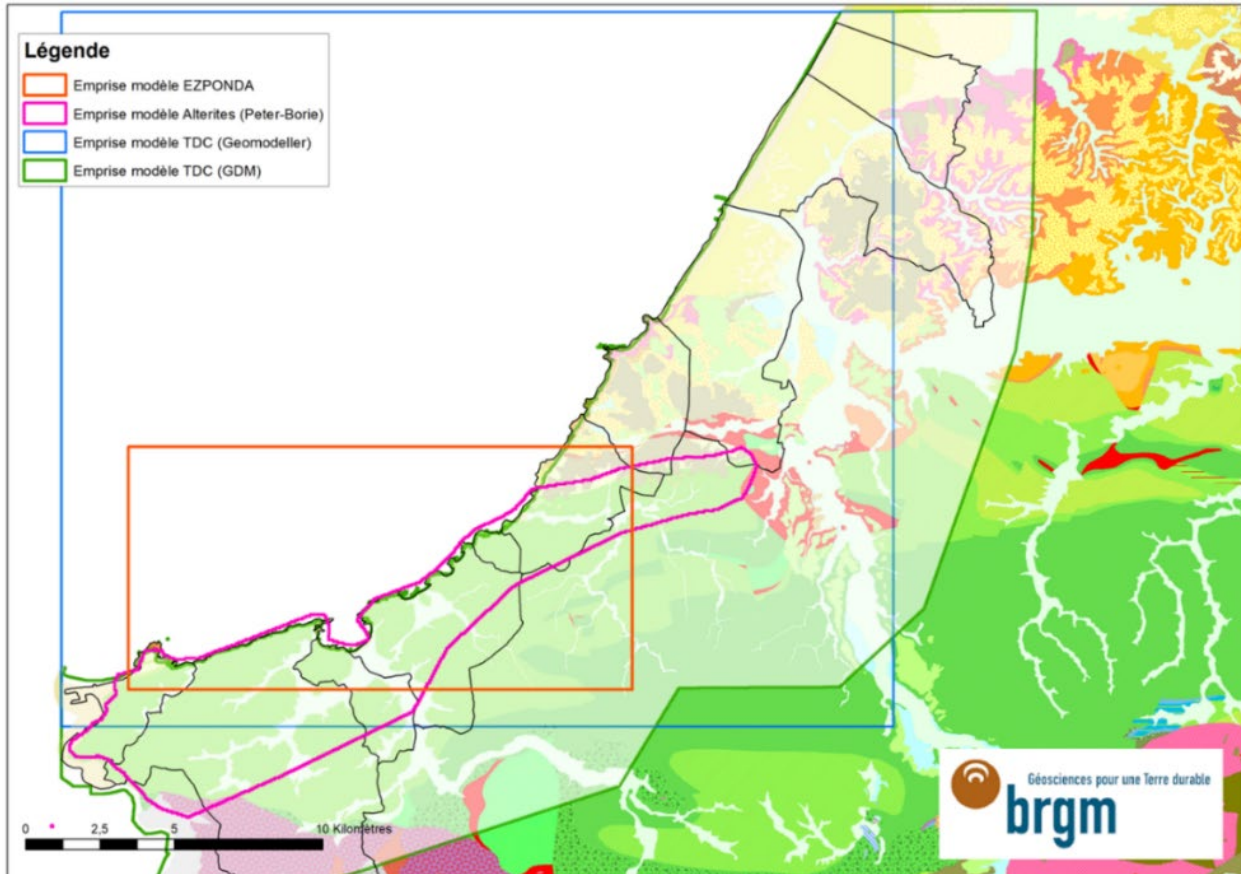 Légende
Emprise modèle EZPONDA
Emprise modèle Alterites (Peter-Borie)
Emprise modèle TDC (Geomodeller)
Emprise modèle TDC (GDM)
0 2,5 5 10 Kilomètres
Géosciences pour une Terre durable
brgm